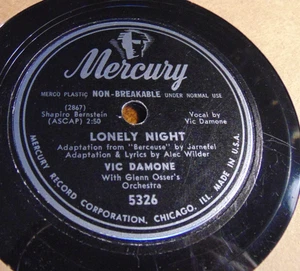 Mercury
MERCO PLASTIC NON-BREAKABLE UNDER NORMAL USE
(2867)
Shapiro Bernstein
(ASCAP) 2:50
Vocal by
Vic Damone
LONELY NIGHT
Adaptation from "Berceuse" by Jarnefel
Adaptation & Lyrics by Alec Wilder
VIC DAMONE
With Glenn Osser's
Orchestra
5326
MERCURY RECORD CORPORATION, CHICAGO, ILL. MADE IN U.S.A.